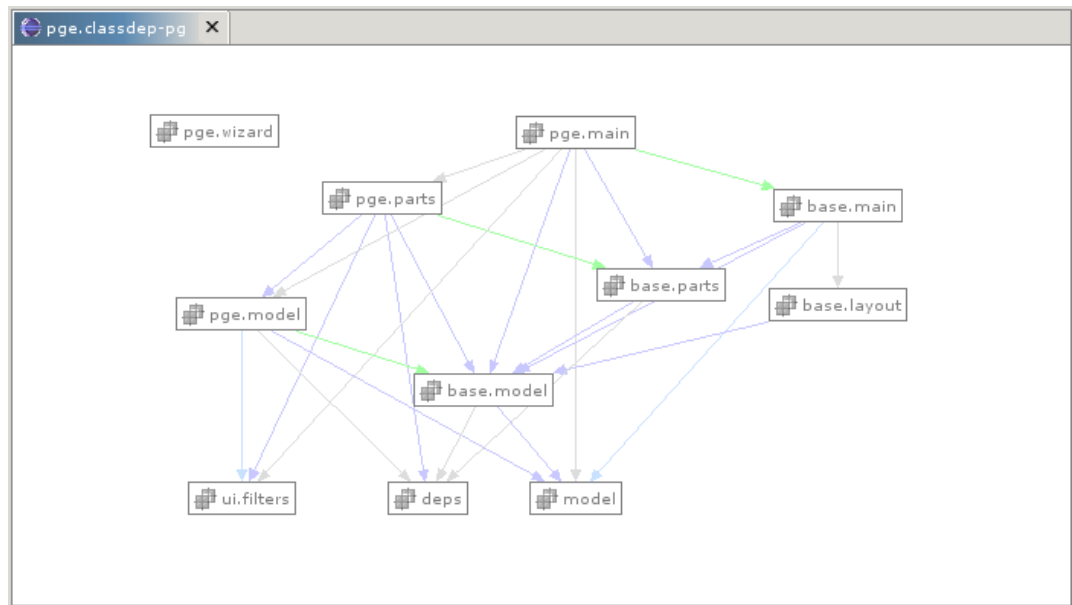 pge.classdep-pg
pge.wizard
pge.main
pge.parts
base.main
base.parts
base.layout
pge.model
base.model
ui.filters
deps
model